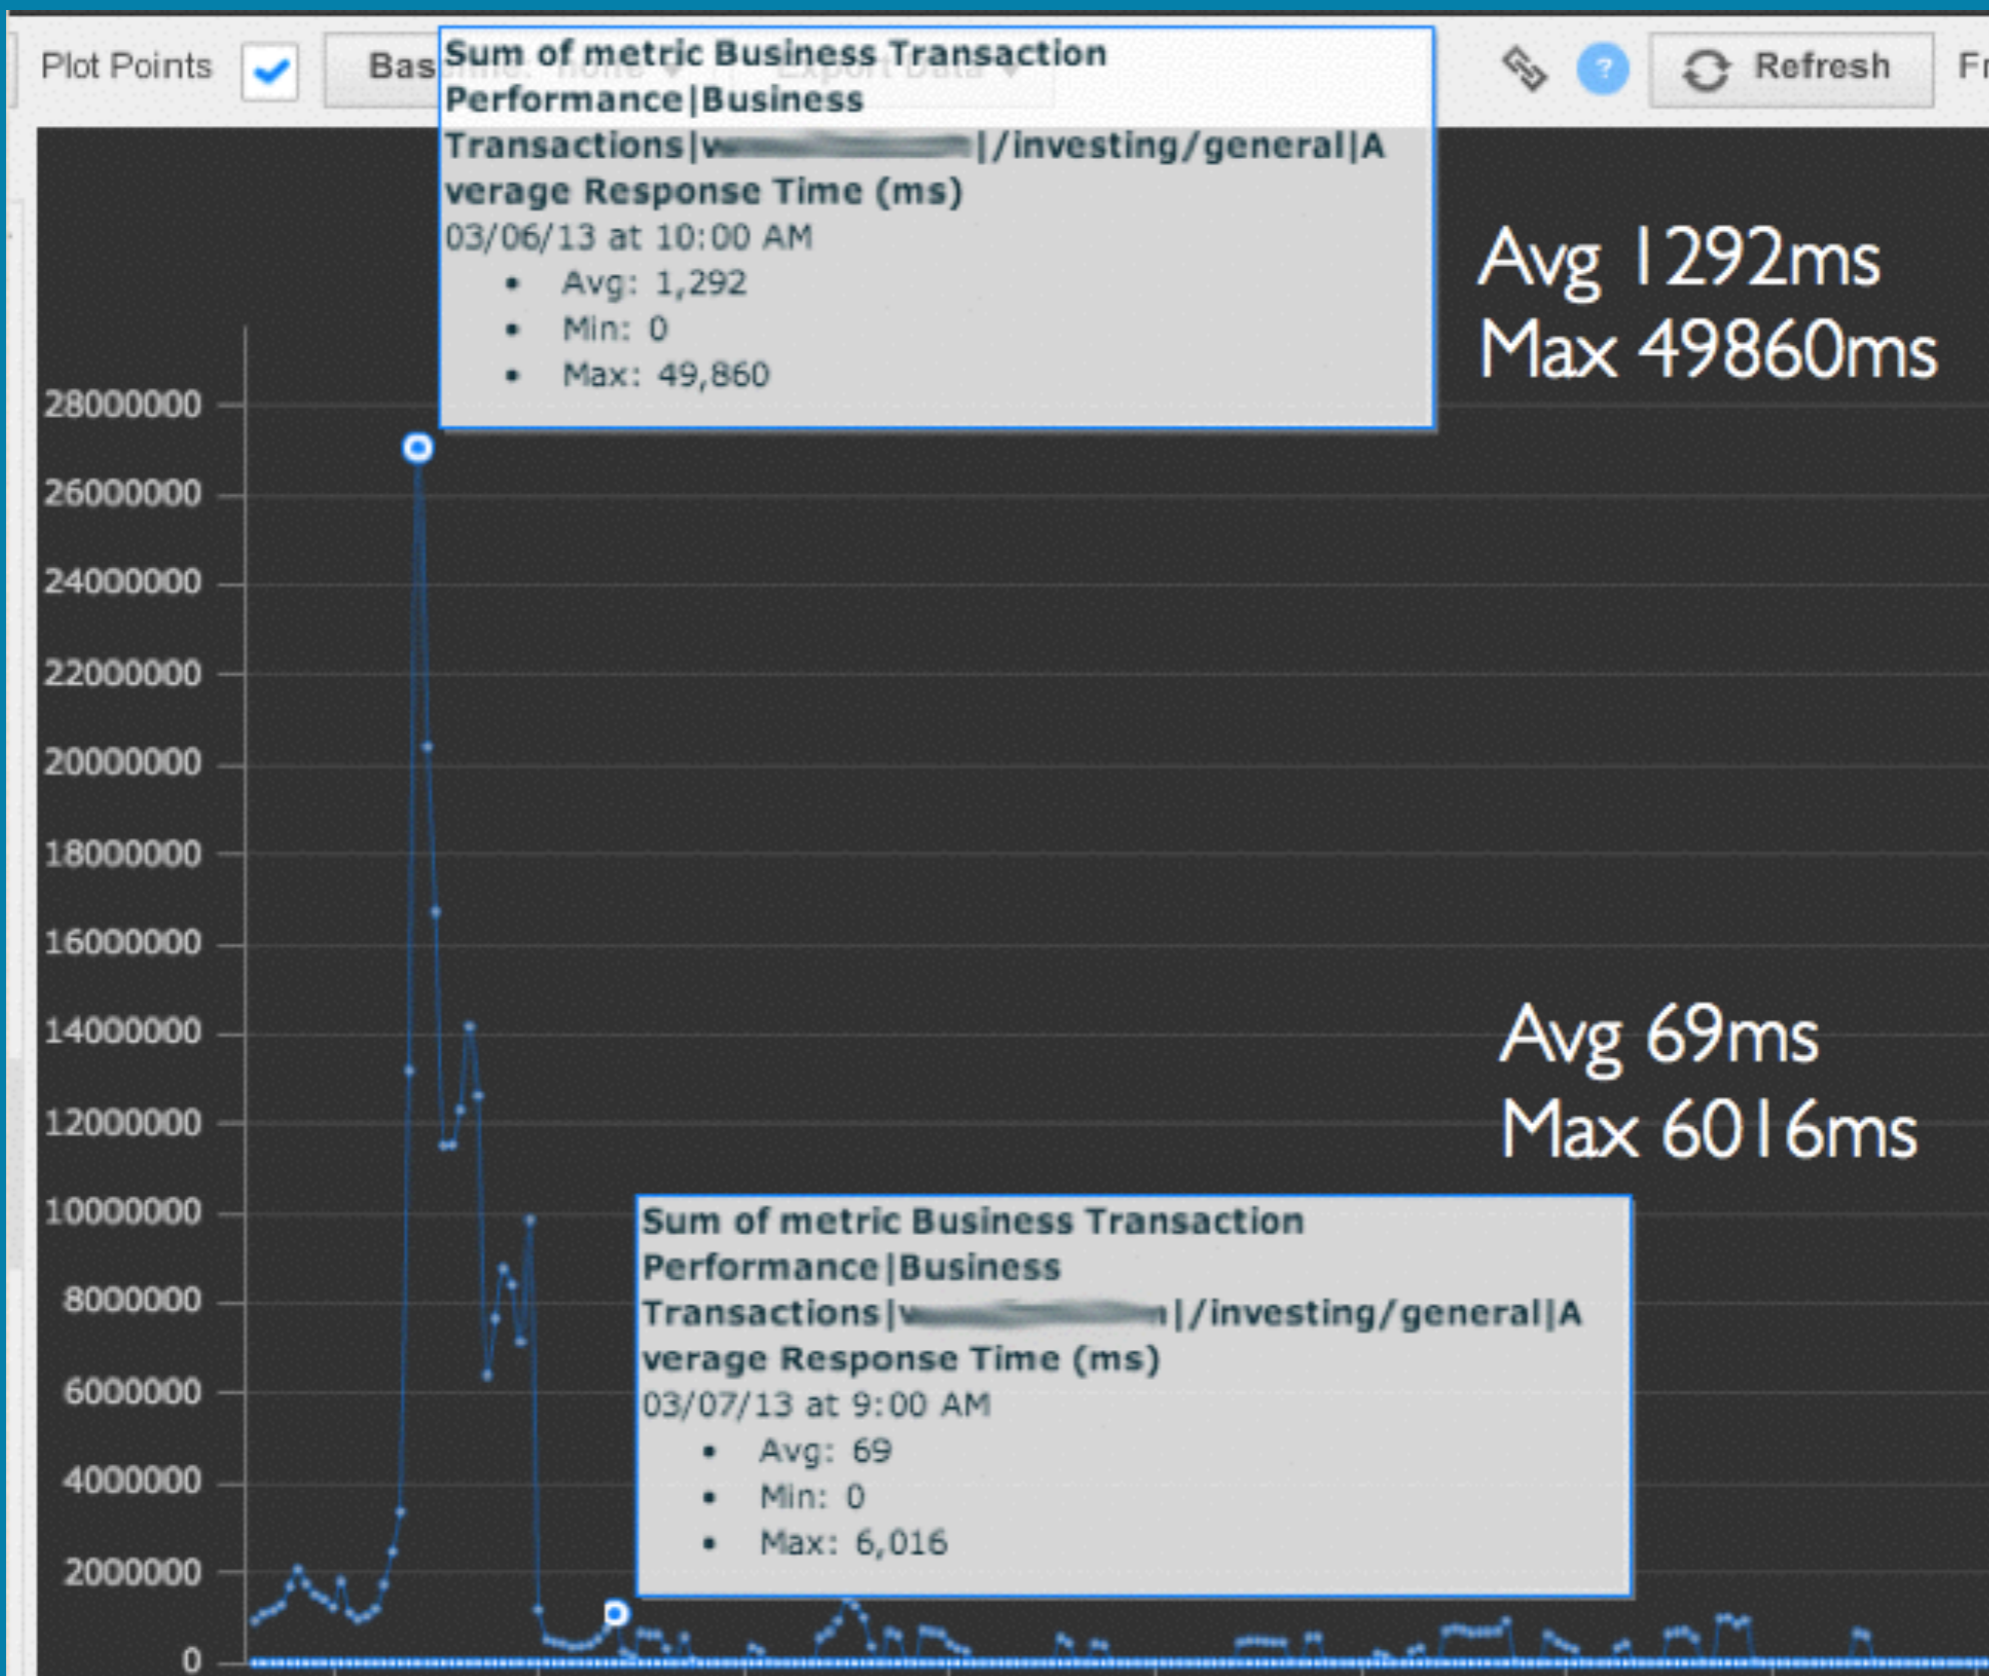 Plot Points
Refresh
Sum of metric Business Transaction
Performance|Business
Transactions| |/investing/general|A
verage Response Time (ms)
03/06/13 at 10:00 AM
• Avg: 1,292
• Min: 0
• Max: 49,860
Avg 1292ms
Max 49860ms
28000000
26000000
24000000
22000000
20000000
18000000
16000000
14000000
12000000
10000000
8000000
6000000
4000000
2000000
0
Avg 69ms
Max 6016ms
Sum of metric Business Transaction
Performance|Business
Transactions| |/investing/general|A
verage Response Time (ms)
03/07/13 at 9:00 AM
• Avg: 69
• Min: 0
• Max: 6,016